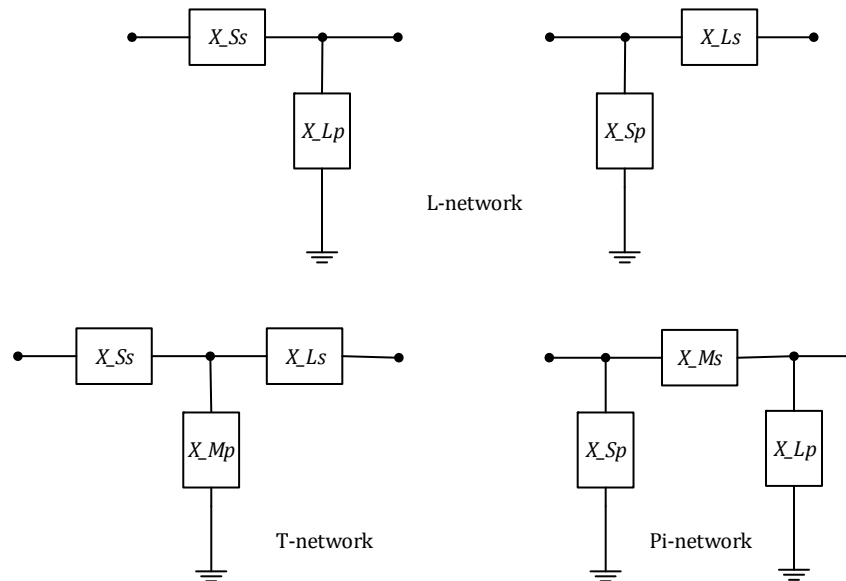 X_Ss
X_Ls
X_Lp
X_Sp
L-network
X_Ss
X_Ls
X_Ms
X_Mp
X_Sp
X_Lp
T-network
Pi-network